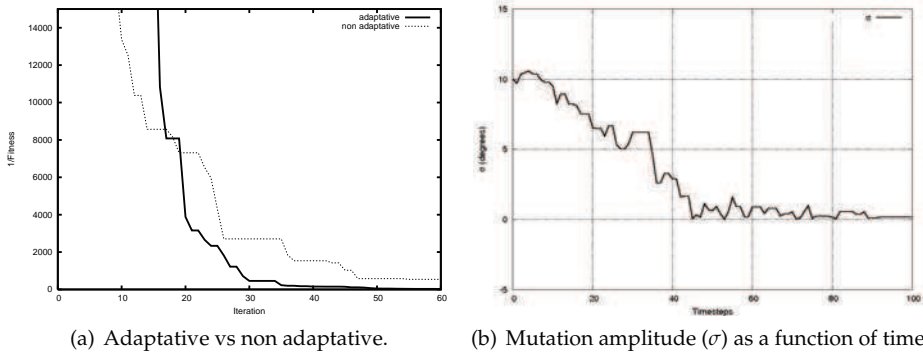 adaptative
non adaptative
14000
12000
10000
8000
6000
4000
2000
0
1/Fitness
0 10 20 30 40 50 60
Iteration
(a) Adaptative vs non adaptative.
σ
15
10
5
0
-5
σ (degrees)
0 20 40 60 80 100
Timesteps
(b) Mutation amplitude (σ) as a function of time